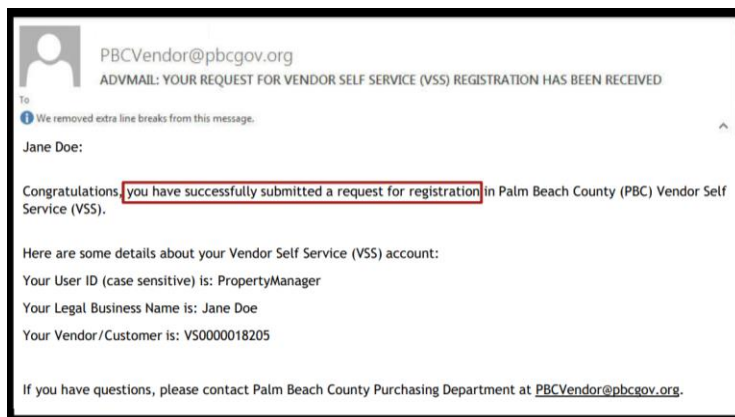 PBCVendor@pbcgov.org
ADVMAIL: YOUR REQUEST FOR VENDOR SELF SERVICE (VSS) REGISTRATION HAS BEEN RECEIVED
To
We removed extra line breaks from this message.
Jane Doe:
Congratulations, you have successfully submitted a request for registration in Palm Beach County (PBC) Vendor Self
Service (VSS).
Here are some details about your Vendor Self Service (VSS) account:
Your User ID (case sensitive) is: PropertyManager
Your Legal Business Name is: Jane Doe
Your Vendor/Customer is: VS0000018205
If you have questions, please contact Palm Beach County Purchasing Department at PBCVendor@pbcgov.org.